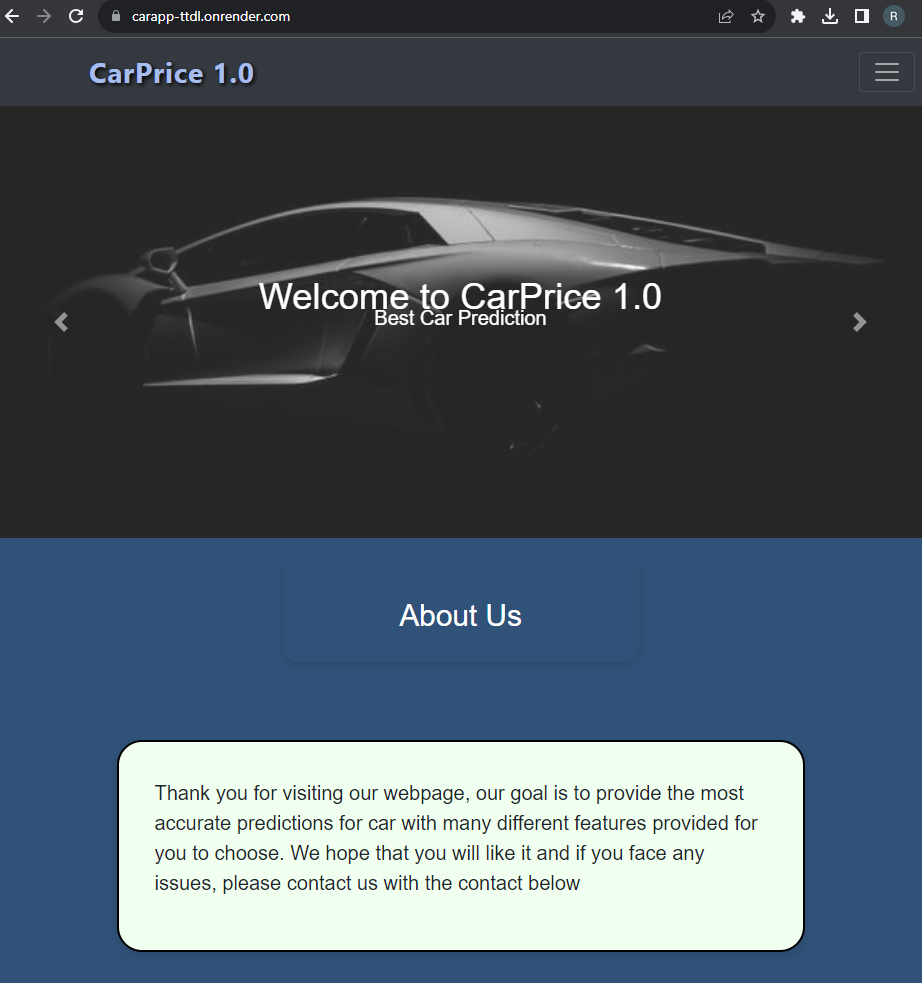 carapp-ttdl.onrender.com
R
CarPrice 1.0
Welcome to CarPrice 1.0
Best Car Prediction
About Us
Thank you for visiting our webpage, our goal is to provide the most
accurate predictions for car with many different features provided for
you to choose. We hope that you will like it and if you face any
issues, please contact us with the contact below